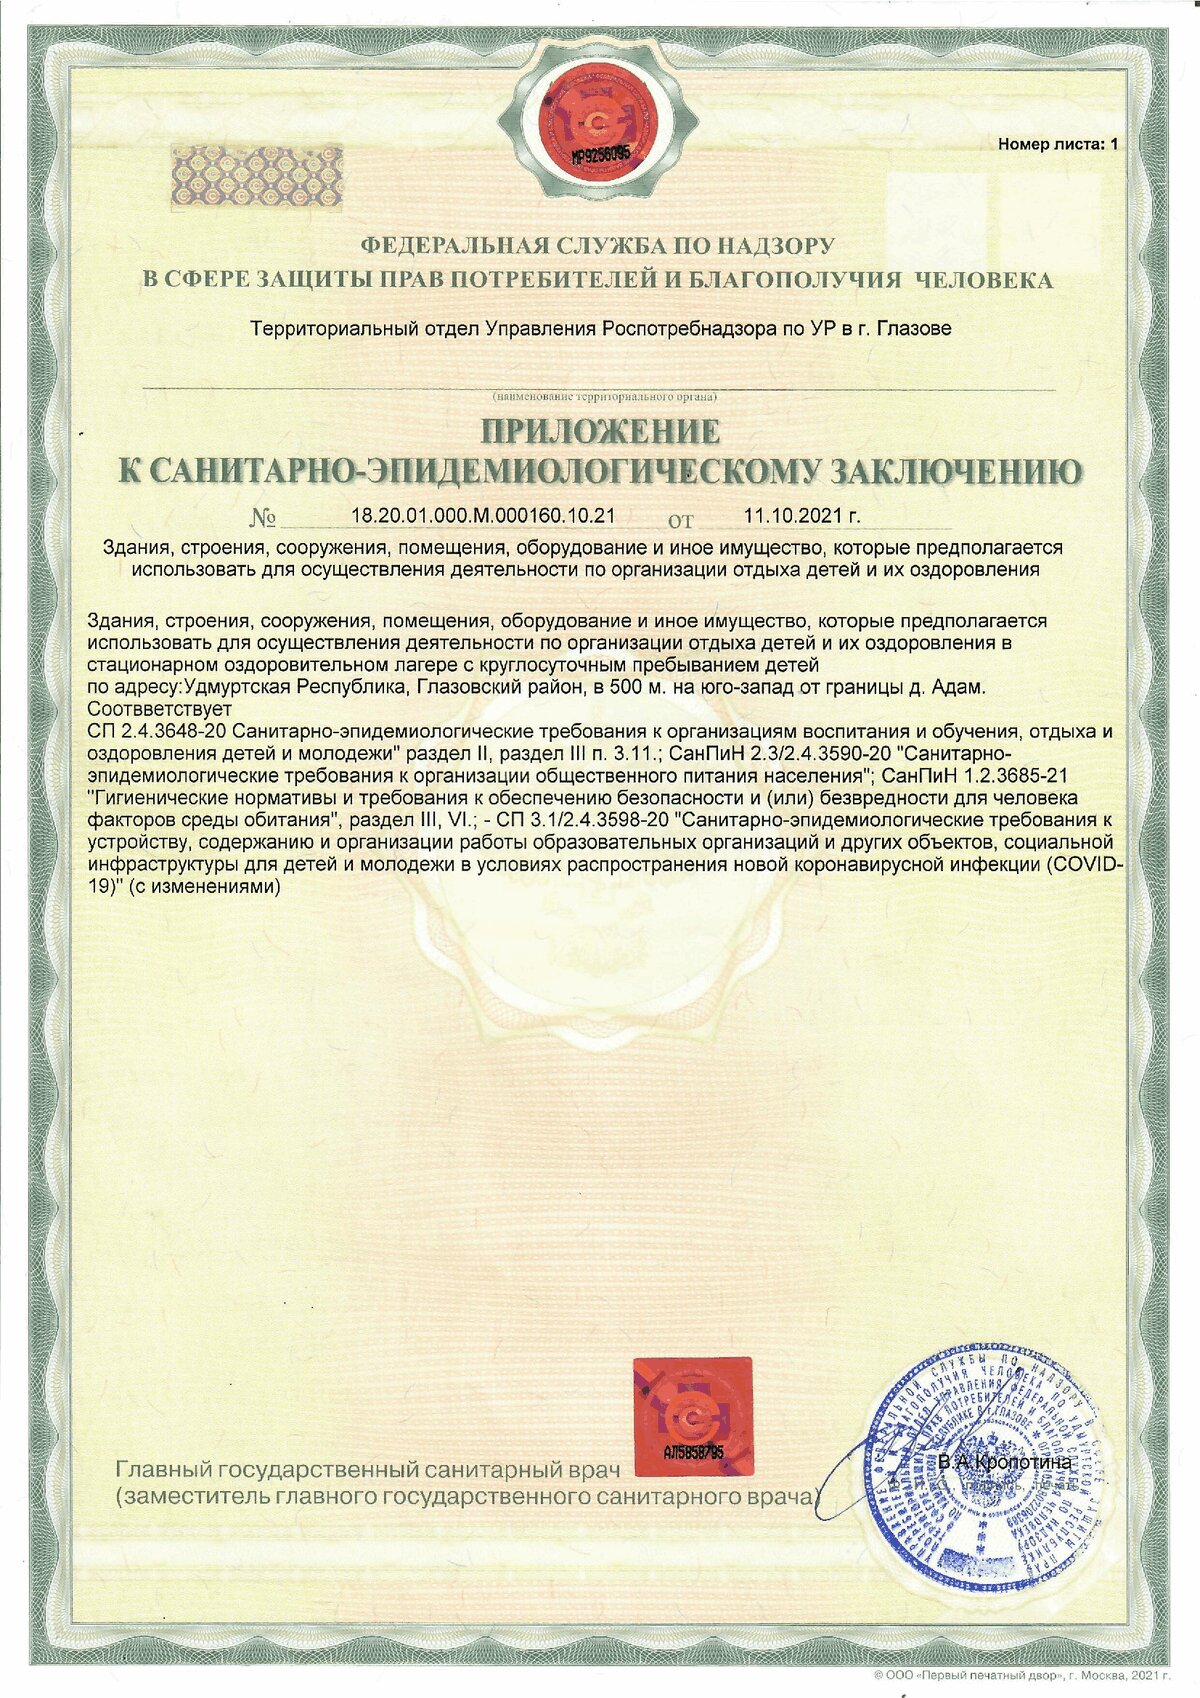 МР9256095
Номер листа: 1
ФЕДЕРАЛЬНАЯ СЛУЖБА ПО НАДЗОРУ
В СФЕРЕ ЗАЩИТЫ ПРАВ ПОТРЕБИТЕЛЕЙ И БЛАГОПОЛУЧИЯ ЧЕЛОВЕКА
Территориальный отдел Управления Роспотребнадзора по УР в г. Глазове
(наименование территориального органа)
ПРИЛОЖЕНИЕ
К САНИТАРНО-ЭПИДЕМИОЛОГИЧЕСКОМУ ЗАКЛЮЧЕНИЮ
№ 18.20.01.000.М.000160.10.21 от 11.10.2021 г.
Здания, строения, сооружения, помещения, оборудование и иное имущество, которые предполагается
использовать для осуществления деятельности по организации отдыха детей и их оздоровления
Здания, строения, сооружения, помещения, оборудование и иное имущество, которые предполагается
использовать для осуществления деятельности по организации отдыха детей и их оздоровления в
стационарном оздоровительном лагере с круглосуточным пребыванием детей
по адресу:Удмуртская Республика, Глазовский район, в 500 м. на юго-запад от границы д. Адам.
Соотвветствует
СП 2.4.3648-20 Санитарно-эпидемиологические требования к организациям воспитания и обучения, отдыха и
оздоровления детей и молодежи" раздел II, раздел III п. 3.11.; СанПиН 2.3/2.4.3590-20 "Санитарно-
эпидемиологические требования к организации общественного питания населения"; СанПиН 1.2.3685-21
"Гигиенические нормативы и требования к обеспечению безопасности и (или) безвредности для человека
факторов среды обитания", раздел III, VI.; - СП 3.1/2.4.3598-20 "Санитарно-эпидемиологические требования к
устройству, содержанию и организации работы образовательных организаций и других объектов, социальной
инфраструктуры для детей и молодежи в условиях распространения новой коронавирусной инфекции (COVID-
19)" (с изменениями)
АЛ5858795
Главный государственный санитарный врач
(заместитель главного государственного санитарного врача)
В.А.Кропотина
© ООО «Первый печатный двор», г. Москва, 2021 г.